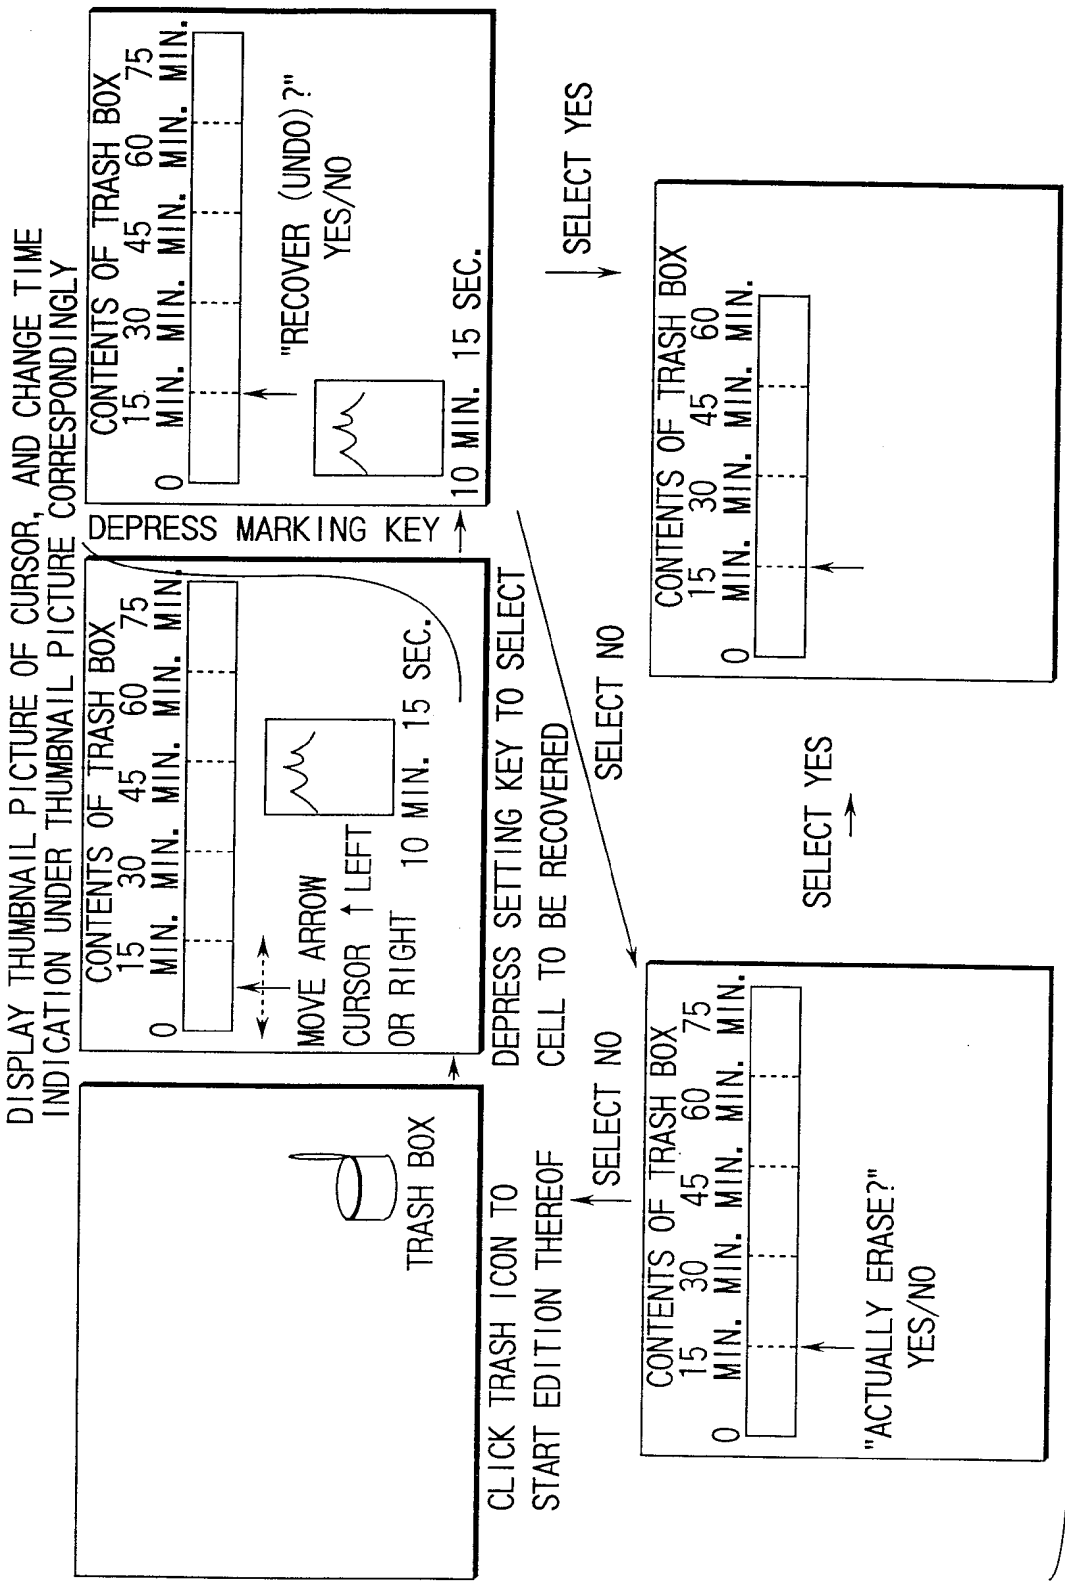 DISPLAY THUMBNAIL PICTURE OF CURSOR, AND CHANGE TIME
INDICATION UNDER THUMBNAIL PICTURE CORRESPONDINGLY
TRASH BOX
CLICK TRASH ICON TO
START EDITION THEREOF
CONTENTS OF TRASH BOX
15 30 45 60 75
0 MIN. MIN. MIN. MIN. MIN.
MOVE ARROW
CURSOR ↑ LEFT
OR RIGHT
10 MIN. 15 SEC.
DEPRESS SETTING KEY TO SELECT
CELL TO BE RECOVERED
DEPRESS MARKING KEY
CONTENTS OF TRASH BOX
15 30 45 60 75
0 MIN. MIN. MIN. MIN. MIN.
"RECOVER (UNDO)?"
YES/NO
10 MIN. 15 SEC.
SELECT YES
SELECT NO
SELECT NO
CONTENTS OF TRASH BOX
15 30 45 60 75
0 MIN. MIN. MIN. MIN. MIN.
"ACTUALLY ERASE?"
YES/NO
SELECT YES
CONTENTS OF TRASH BOX
15 30 45 60
0 MIN. MIN. MIN. MIN.